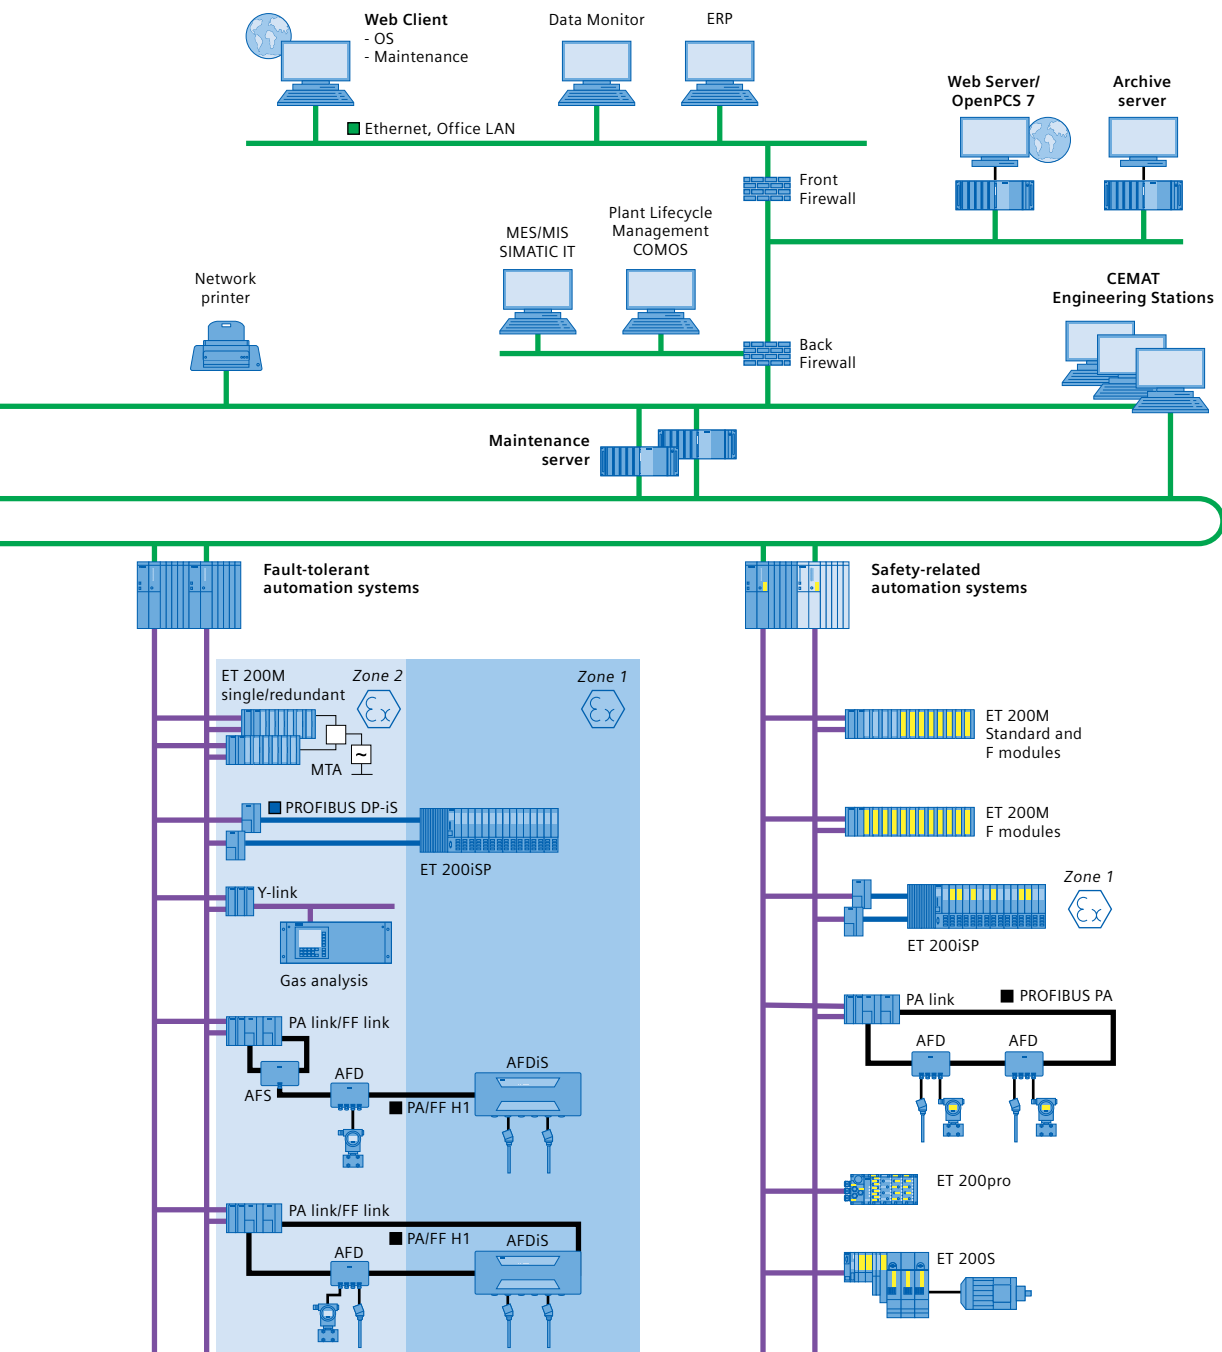 Web Client
- OS
- Maintenance
Data Monitor
ERP
Web Server/
OpenPCS 7
Archive
server
Ethernet, Office LAN
Front
Firewall
MES/MIS
SIMATIC IT
Plant Lifecycle
Management
COMOS
Network
printer
CEMAT
Engineering Stations
Back
Firewall
Maintenance
server
Fault-tolerant
automation systems
Safety-related
automation systems
ET 200M
single/redundant
Zone 2
Zone 1
εx
εx
MTA
~
PROFIBUS DP-iS
ET 200iSP
Y-link
Gas analysis
PA link/FF link
AFS
AFD
AFDiS
PA/FF H1
PA link/FF link
PA/FF H1
AFD
AFDiS
ET 200M
Standard and
F modules
ET 200M
F modules
Zone 1
εx
ET 200iSP
PA link
PROFIBUS PA
AFD
AFD
ET 200pro
ET 200S